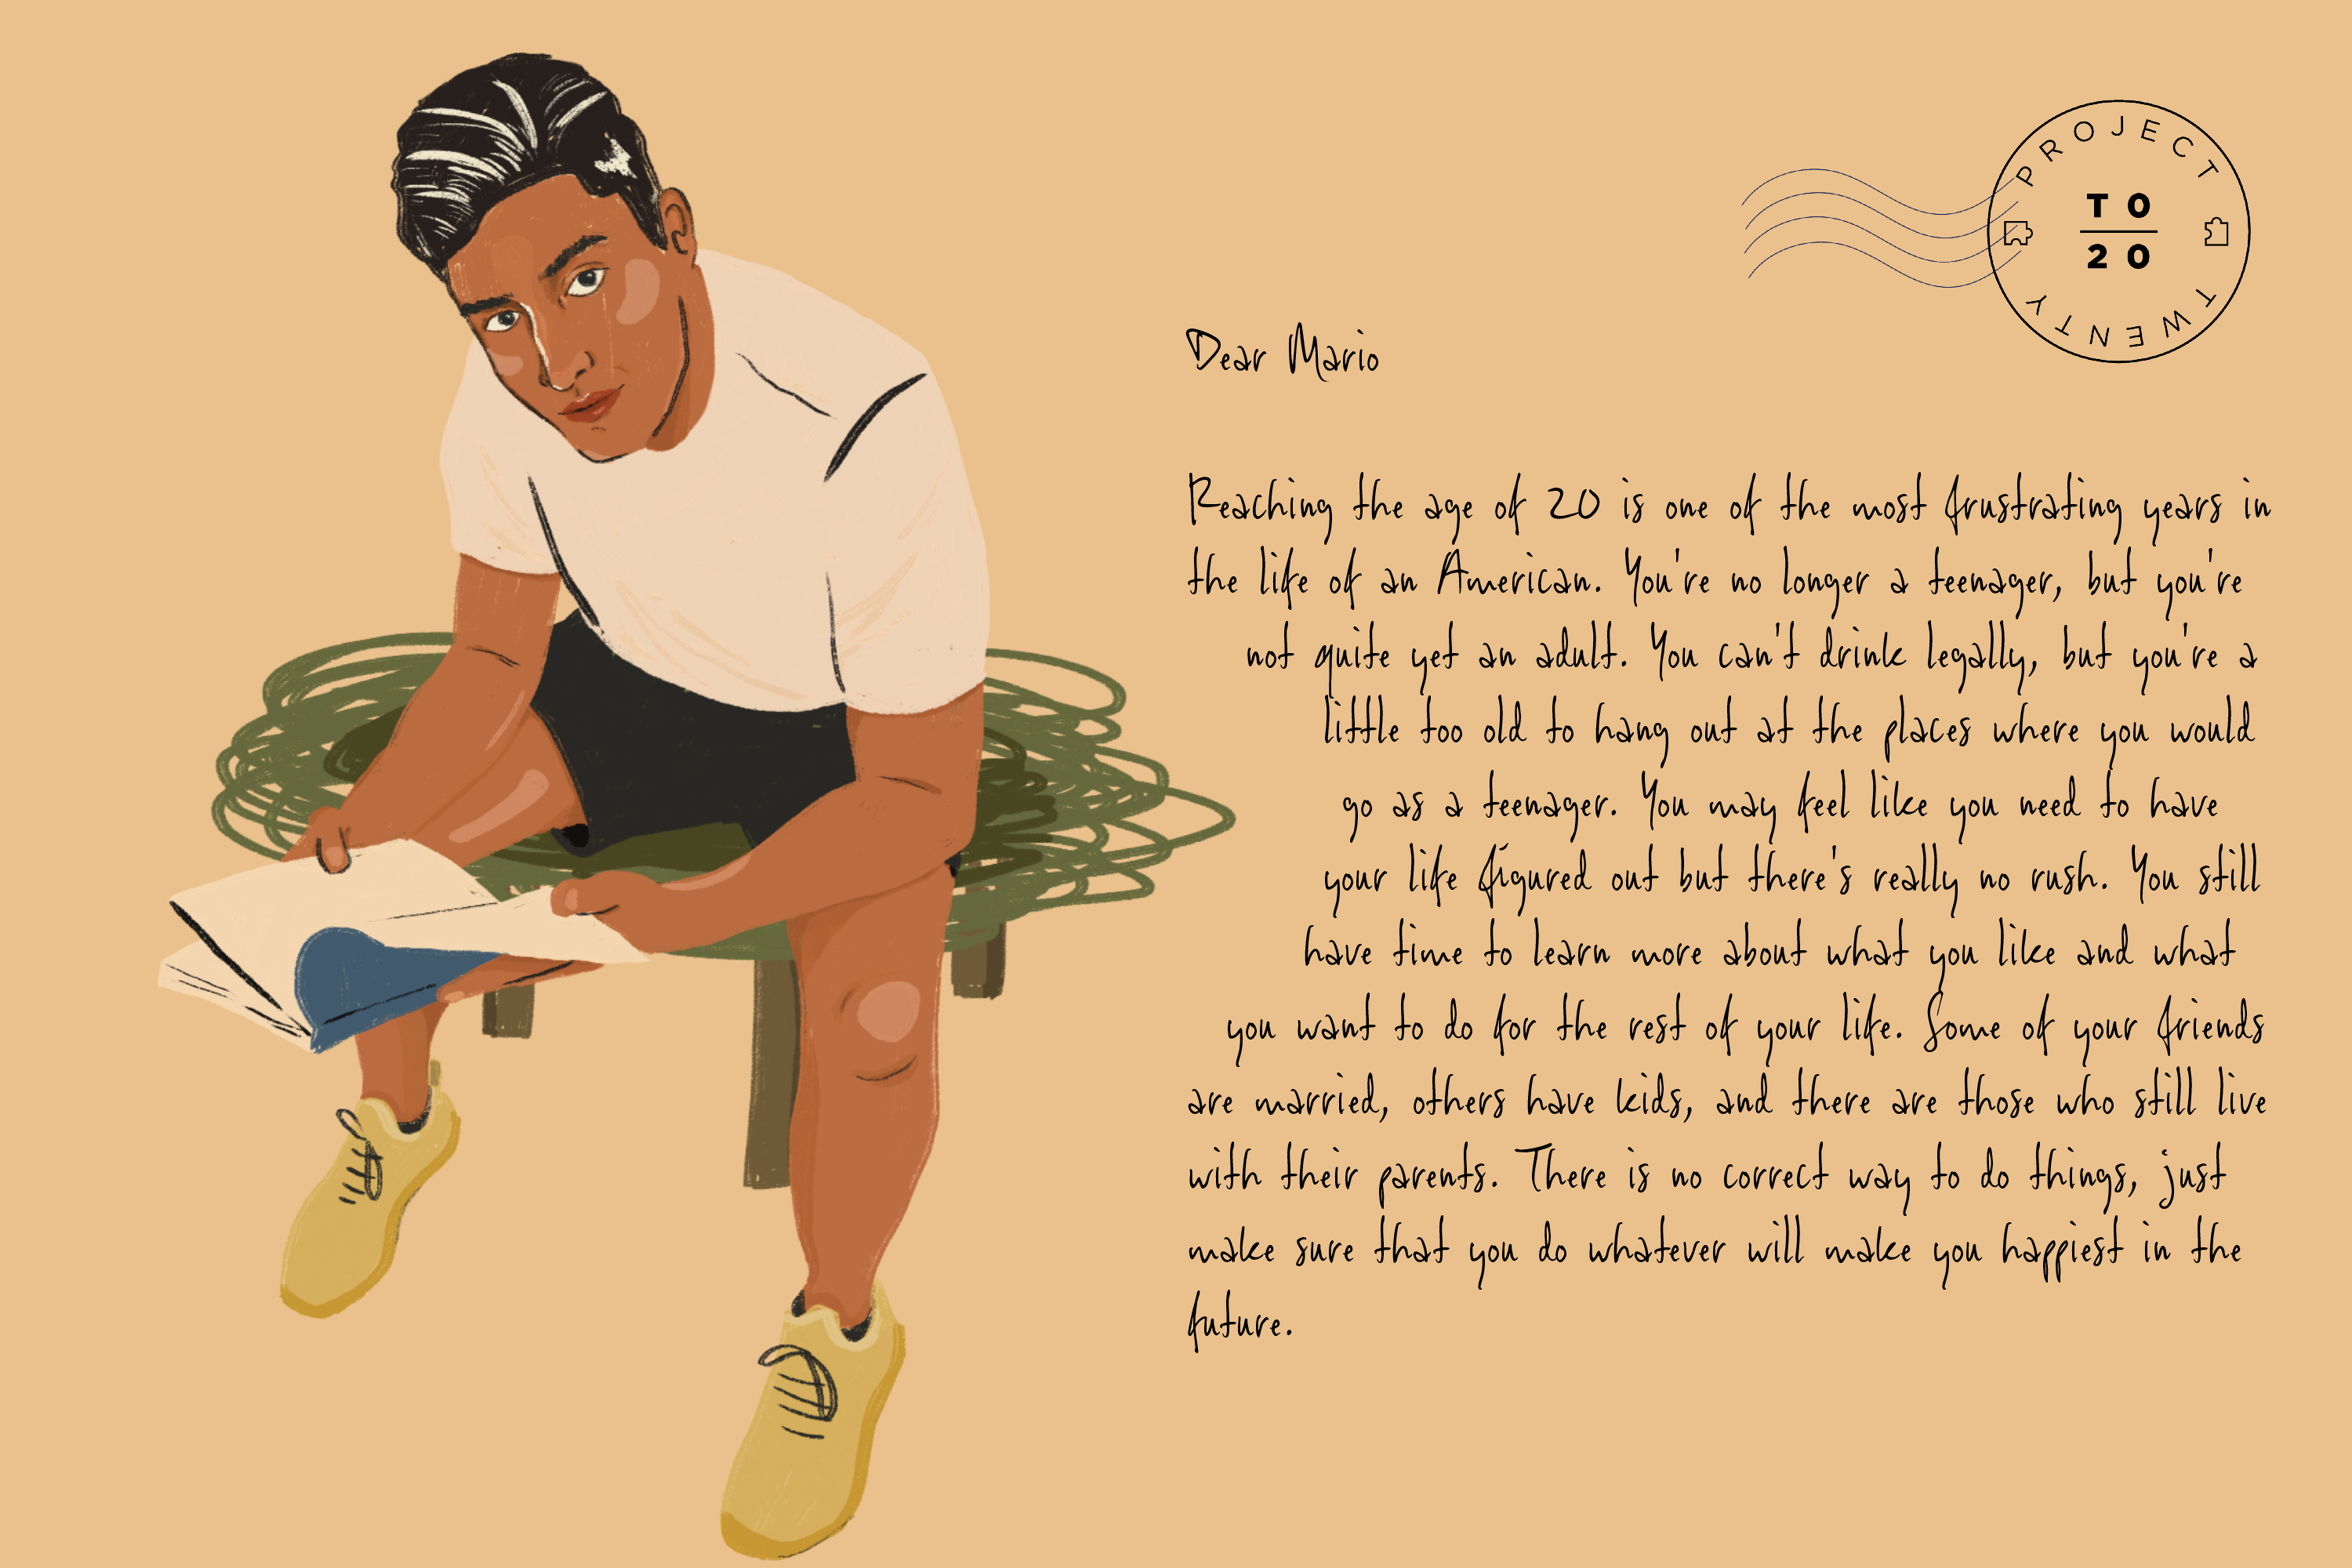 PROJECT
TO
20
TWENTY
Dear Mario
Reaching the age of 20 is one of the most frustrating years in
the life of an American. You're no longer a teenager, but you're
not quite yet an adult. You can't drink legally, but you're a
little too old to hang out at the places where you would
go as a teenager. You may feel like you need to have
your life figured out but there's really no rush. You still
have time to learn more about what you like and what
you want to do for the rest of your life. Some of your friends
are married, others have kids, and there are those who still live
with their parents. There is no correct way to do things, just
make sure that you do whatever will make you happiest in the
future.